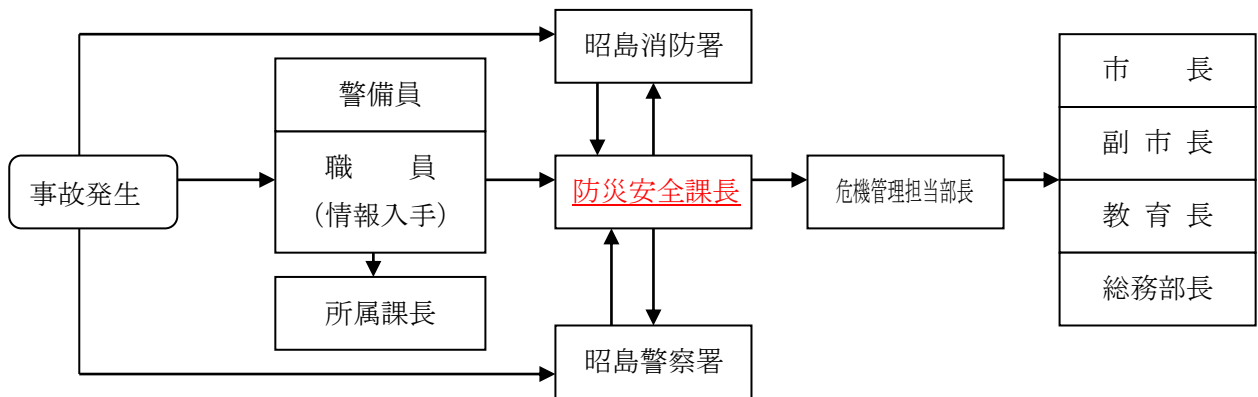 昭島消防署
市　　長
警備員
副 市 長
職　　員
（情報入手）
事故発生
防災安全課長
危機管理担当部長
教 育 長
総務部長
所属課長
昭島警察署